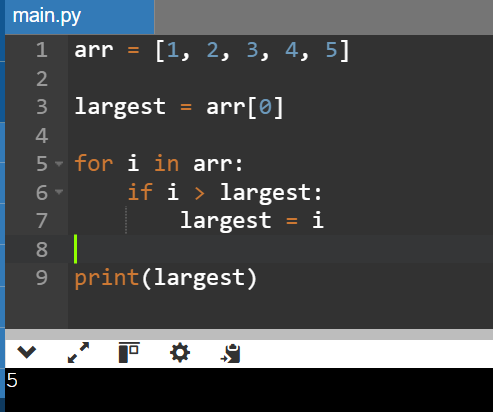 main.py
1 arr = [1, 2, 3, 4, 5]
2
3 largest = arr[0]
4
5 for i in arr:
6     if i > largest:
7         largest = i
8
9 print(largest)
5